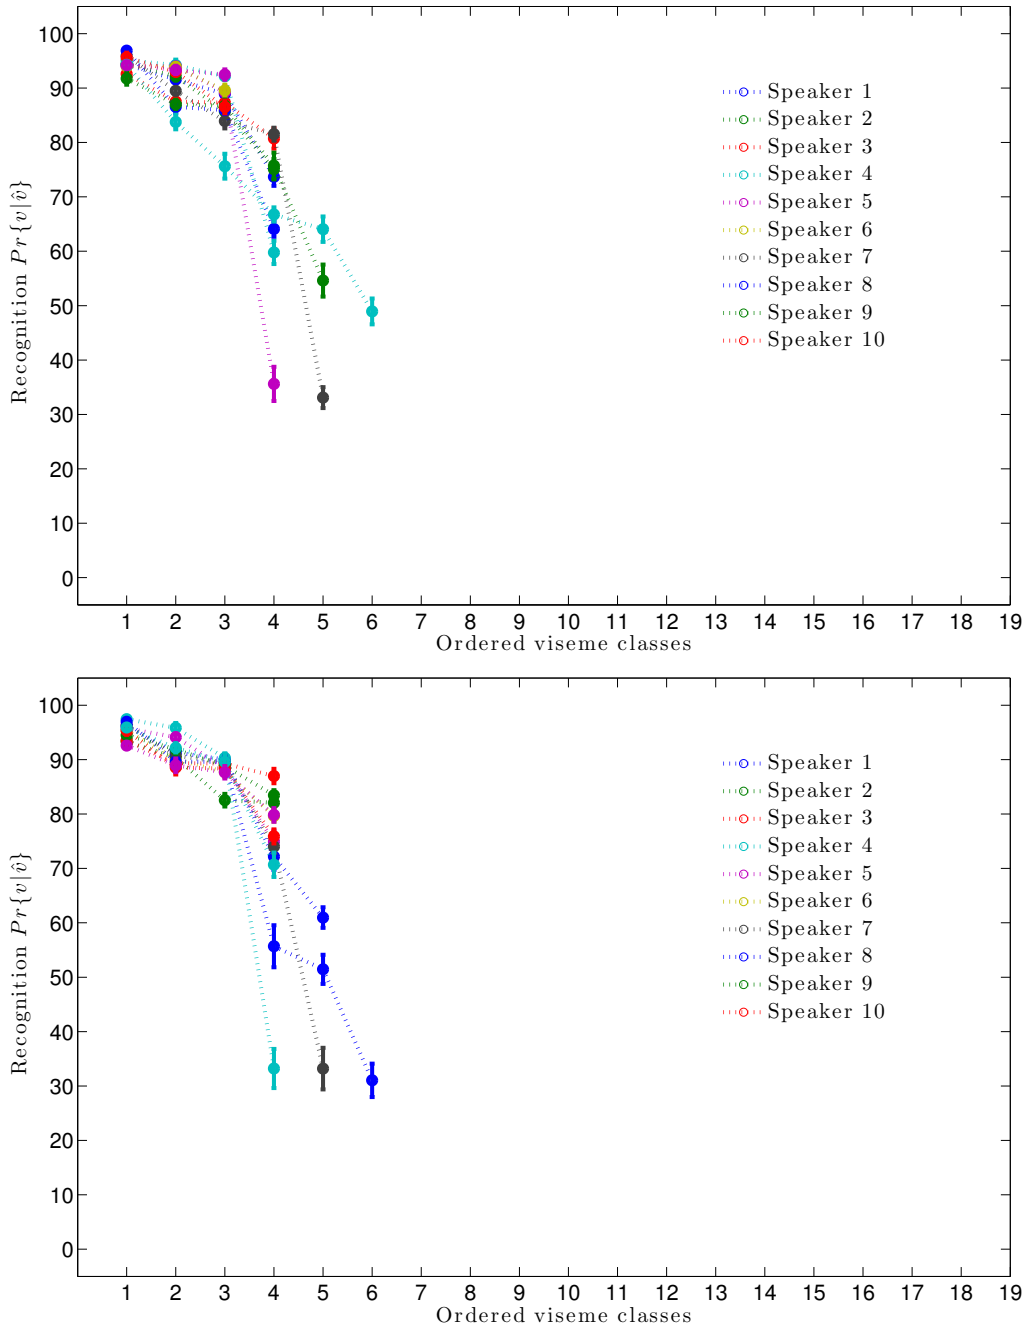 100
90
80
70
60
50
40
30
20
10
0
Recognition Pr{v|v̂}
Speaker 1
Speaker 2
Speaker 3
Speaker 4
Speaker 5
Speaker 6
Speaker 7
Speaker 8
Speaker 9
Speaker 10
1 2 3 4 5 6 7 8 9 10 11 12 13 14 15 16 17 18 19
Ordered viseme classes
100
90
80
70
60
50
40
30
20
10
0
Recognition Pr{v|v̂}
Speaker 1
Speaker 2
Speaker 3
Speaker 4
Speaker 5
Speaker 6
Speaker 7
Speaker 8
Speaker 9
Speaker 10
1 2 3 4 5 6 7 8 9 10 11 12 13 14 15 16 17 18 19
Ordered viseme classes